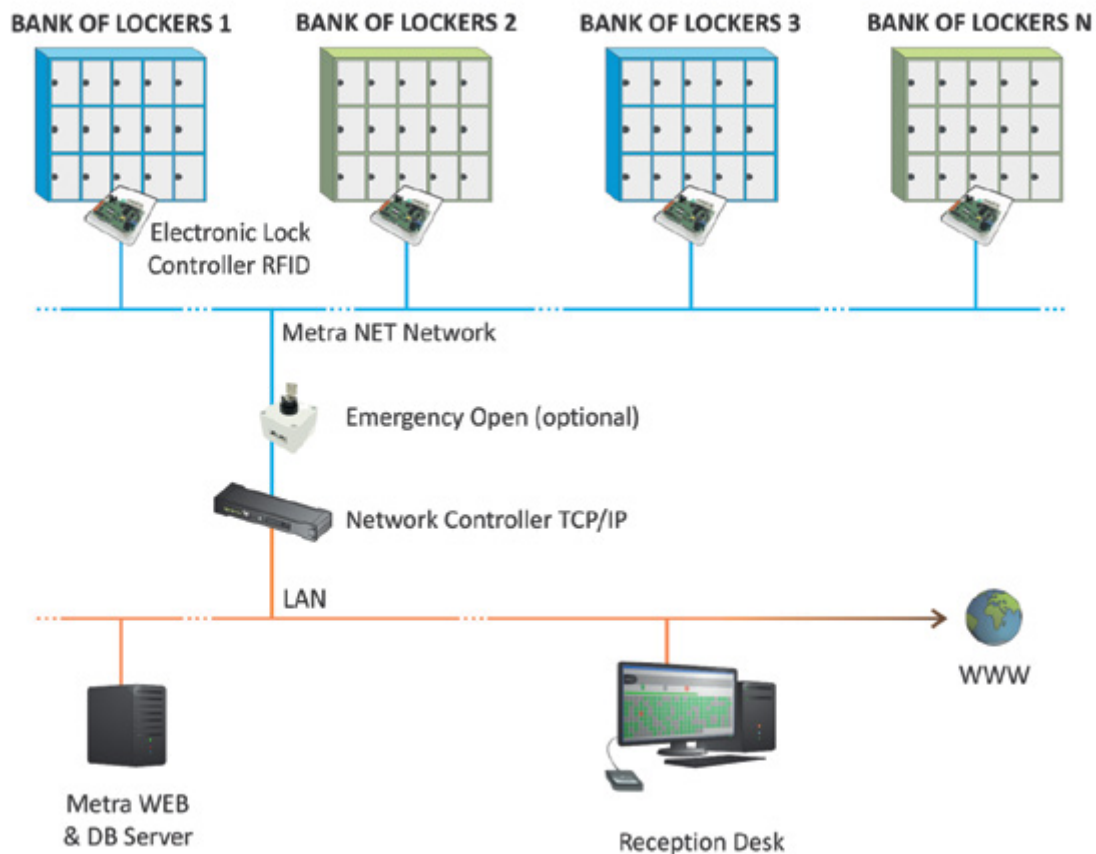 BANK OF LOCKERS 1
BANK OF LOCKERS 2
BANK OF LOCKERS 3
BANK OF LOCKERS N
Electronic Lock
Controller RFID
Metra NET Network
Emergency Open (optional)
Network Controller TCP/IP
LAN
WWW
Metra WEB
& DB Server
Reception Desk